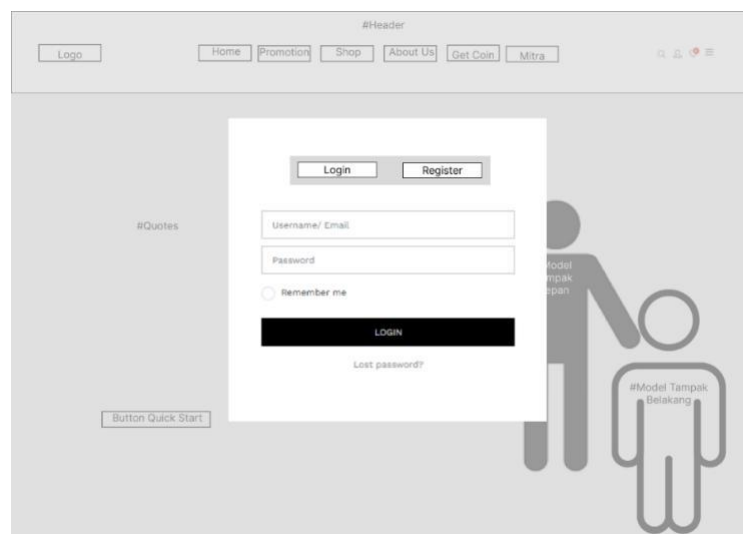 #Header
Logo
Home
Promotion
Shop
About Us
Get Coin
Mitra
Login
Register
#Quotes
Username/ Email
Password
Remember me
LOGIN
Lost password?
Button Quick Start
#Model Tampak
Belakang